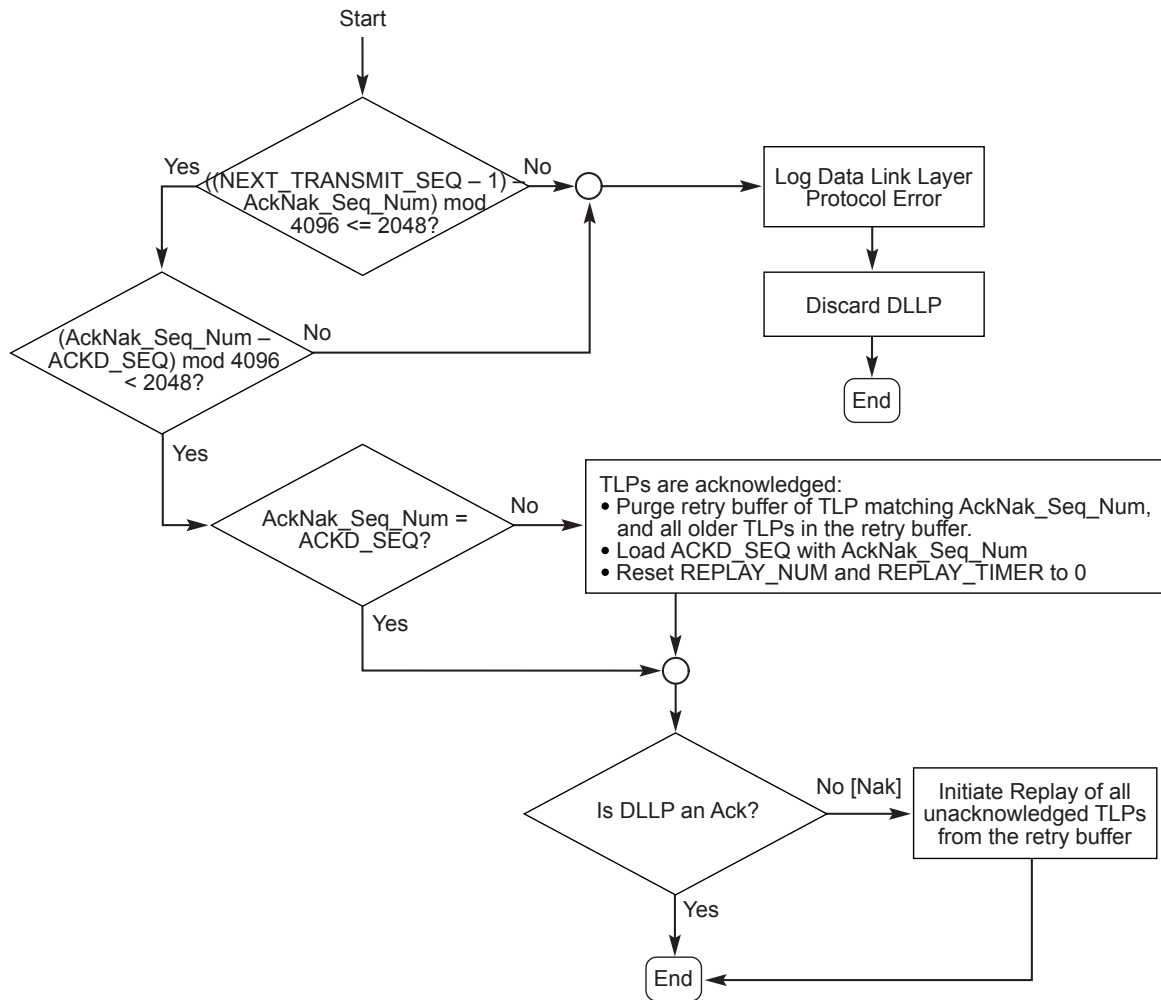 Start
Yes
((NEXT_TRANSMIT_SEQ – 1) –
AckNak_Seq_Num) mod
4096 <= 2048?
No
Log Data Link Layer
Protocol Error
Discard DLLP
End
(AckNak_Seq_Num –
ACKD_SEQ) mod 4096
< 2048?
No
Yes
AckNak_Seq_Num =
ACKD_SEQ?
No
Yes
TLPs are acknowledged:
• Purge retry buffer of TLP matching AckNak_Seq_Num,
and all older TLPs in the retry buffer.
• Load ACKD_SEQ with AckNak_Seq_Num
• Reset REPLAY_NUM and REPLAY_TIMER to 0
Is DLLP an Ack?
No [Nak]
Initiate Replay of all
unacknowledged TLPs
from the retry buffer
Yes
End